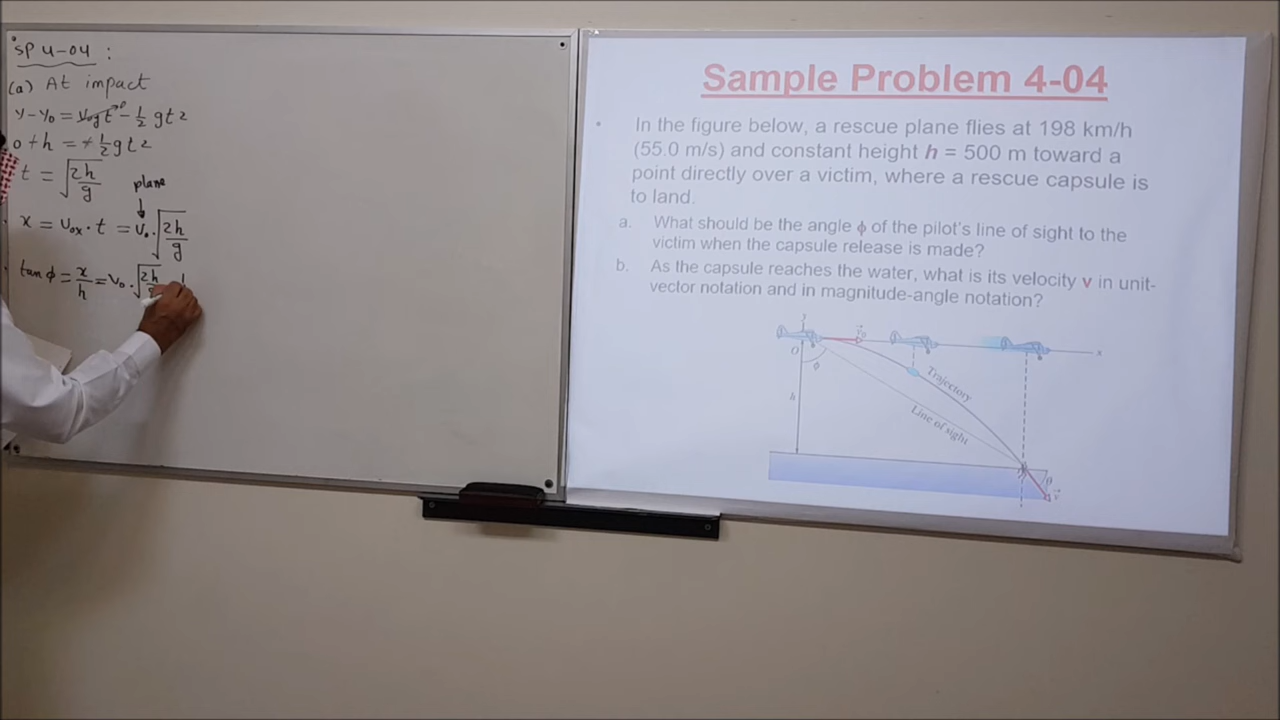 SP 4-04 :
(a) At impact
y - y₀ = v₀y t →0 - 1/2 gt²
0 + h = + 1/2 gt²
t = √(2h/g)
plane
x = v₀ₓ · t = v₀ · √(2h/g)
tan ϕ = x/h = v₀ · √(2h
Sample Problem 4-04
• In the figure below, a rescue plane flies at 198 km/h
(55.0 m/s) and constant height h = 500 m toward a
point directly over a victim, where a rescue capsule is
to land.
a. What should be the angle ϕ of the pilot's line of sight to the
victim when the capsule release is made?
b. As the capsule reaches the water, what is its velocity v in unit-
vector notation and in magnitude-angle notation?
y
v⃗₀
O
x
ϕ
Trajectory
h
Line of sight
θ
v⃗